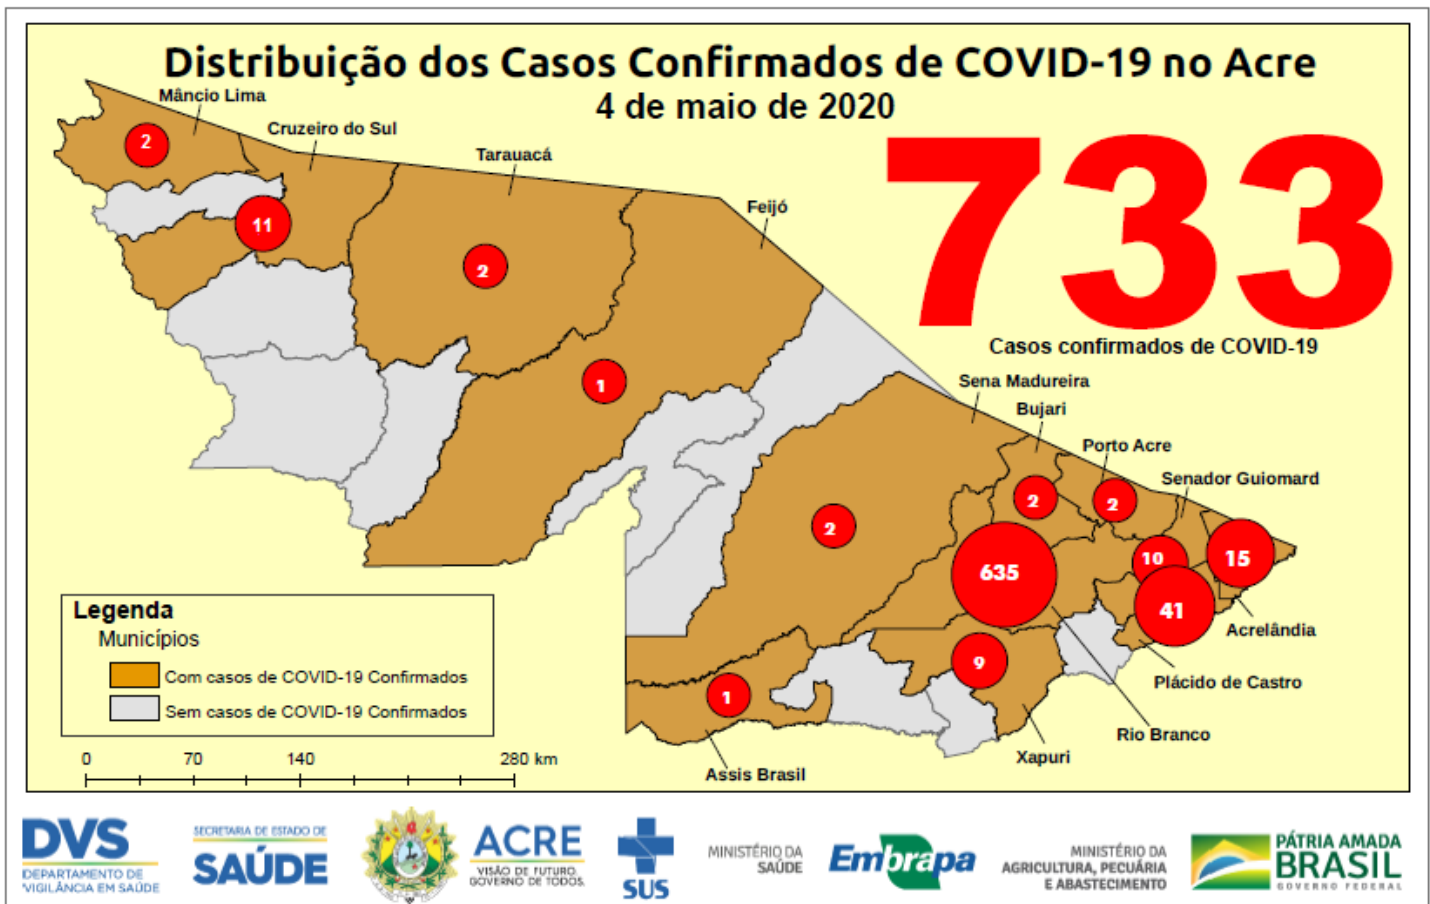 Distribuição dos Casos Confirmados de COVID-19 no Acre
4 de maio de 2020
733
Casos confirmados de COVID-19
Mâncio Lima
2
Cruzeiro do Sul
11
Tarauacá
2
Feijó
1
Sena Madureira
2
Bujari
2
Porto Acre
2
Senador Guiomard
10
15
Acrelândia
41
Plácido de Castro
635
Rio Branco
9
Xapuri
1
Assis Brasil
Legenda
Municípios
Com casos de COVID-19 Confirmados
Sem casos de COVID-19 Confirmados
0 70 140 280 km
DVS
DEPARTAMENTO DE
VIGILÂNCIA EM SAÚDE
SECRETARIA DE ESTADO DE
SAÚDE
ACRE
VISÃO DE FUTURO.
GOVERNO DE TODOS.
SUS
MINISTÉRIO DA
SAÚDE
Embrapa
MINISTÉRIO DA
AGRICULTURA, PECUÁRIA
E ABASTECIMENTO
PÁTRIA AMADA
BRASIL
GOVERNO FEDERAL